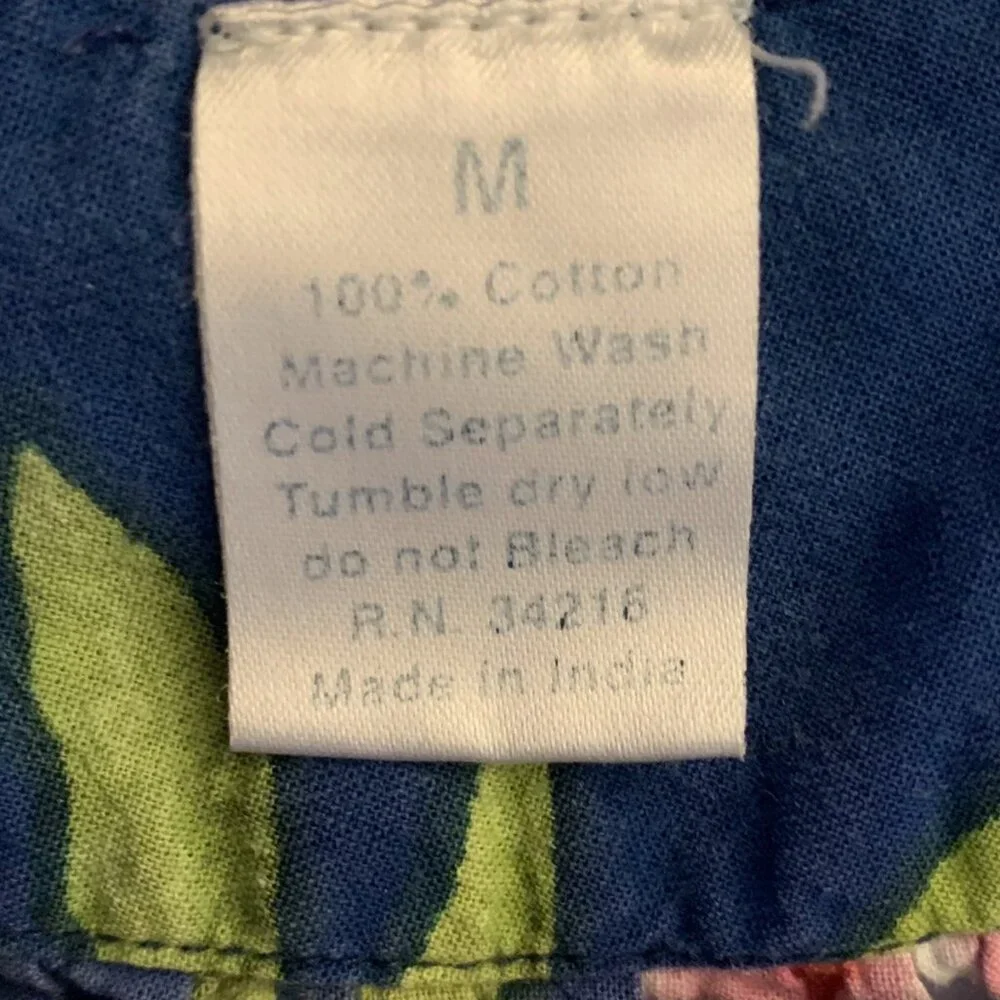 M
100% Cotton
Machine Wash
Cold Separately
Tumble dry low
do not Bleach
R.N. 34216
Made in India